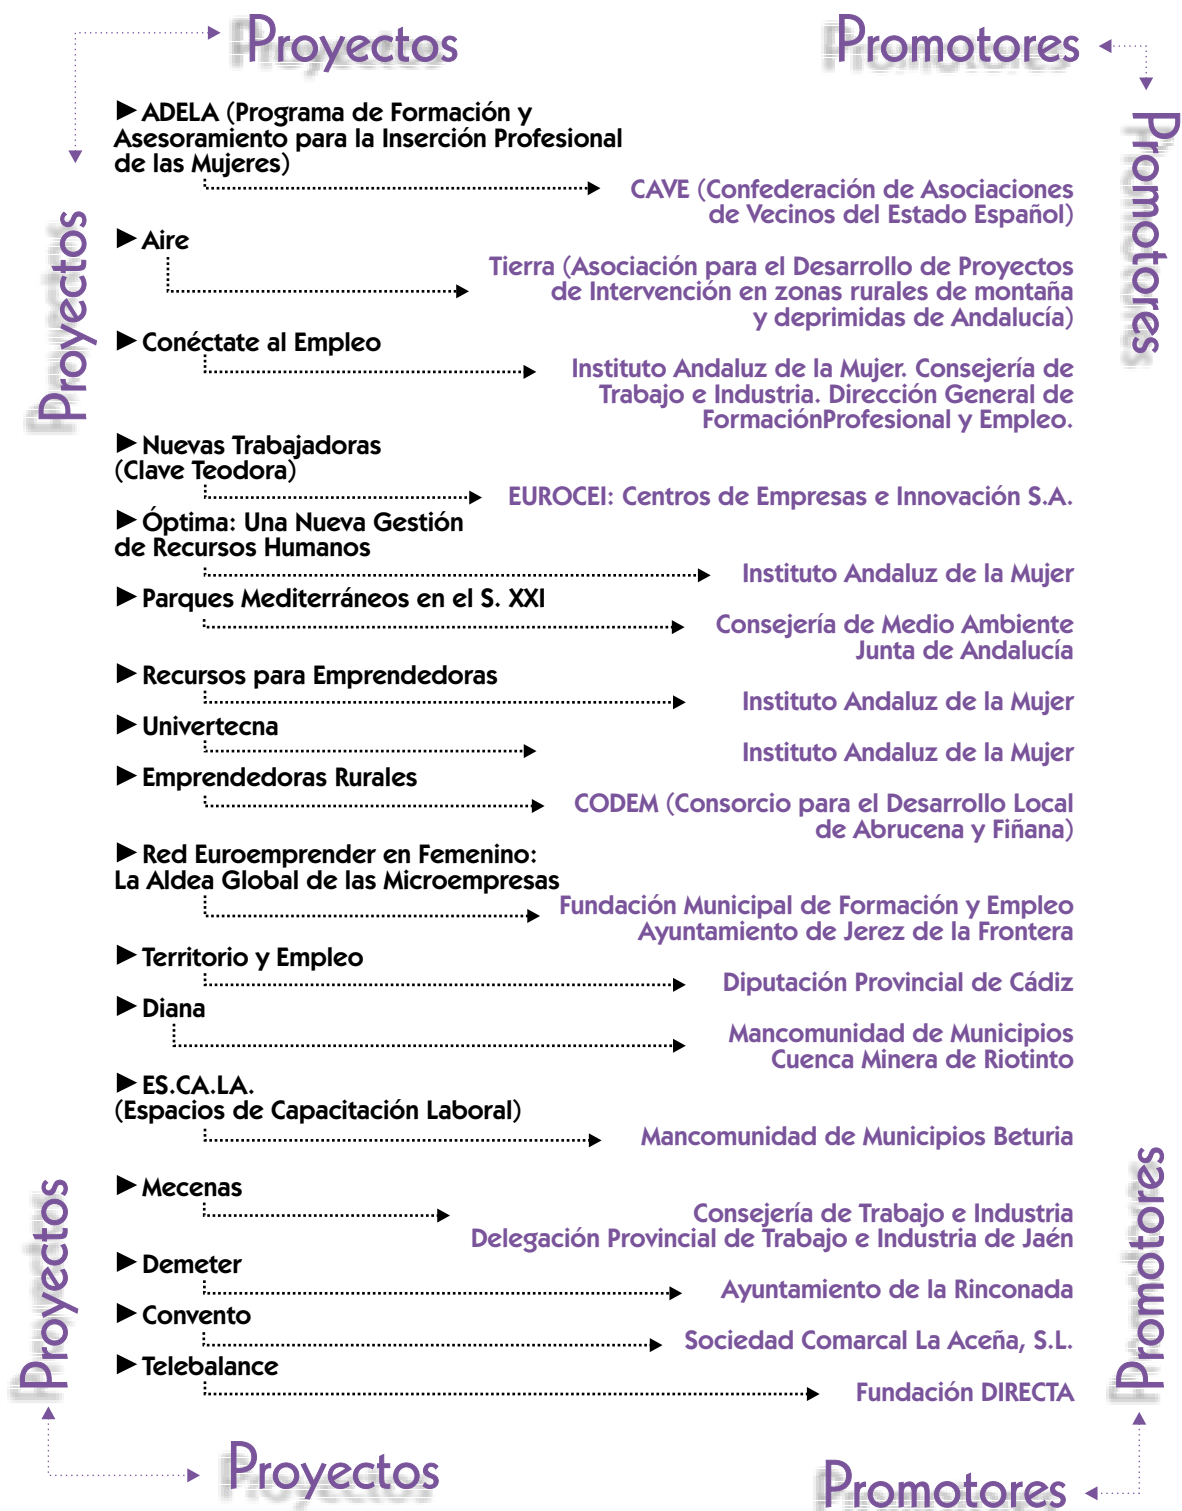 Proyectos
Promotores
Proyectos
Promotores
►ADELA (Programa de Formación y
Asesoramiento para la Inserción Profesional
de las Mujeres)
CAVE (Confederación de Asociaciones
de Vecinos del Estado Español)
►Aire
Tierra (Asociación para el Desarrollo de Proyectos
de Intervención en zonas rurales de montaña
y deprimidas de Andalucía)
►Conéctate al Empleo
Instituto Andaluz de la Mujer. Consejería de
Trabajo e Industria. Dirección General de
FormaciónProfesional y Empleo.
►Nuevas Trabajadoras
(Clave Teodora)
EUROCEI: Centros de Empresas e Innovación S.A.
►Óptima: Una Nueva Gestión
de Recursos Humanos
Instituto Andaluz de la Mujer
►Parques Mediterráneos en el S. XXI
Consejería de Medio Ambiente
Junta de Andalucía
►Recursos para Emprendedoras
Instituto Andaluz de la Mujer
►Univertecna
Instituto Andaluz de la Mujer
►Emprendedoras Rurales
CODEM (Consorcio para el Desarrollo Local
de Abrucena y Fiñana)
►Red Euroemprender en Femenino:
La Aldea Global de las Microempresas
Fundación Municipal de Formación y Empleo
Ayuntamiento de Jerez de la Frontera
►Territorio y Empleo
Diputación Provincial de Cádiz
►Diana
Mancomunidad de Municipios
Cuenca Minera de Riotinto
►ES.CA.LA.
(Espacios de Capacitación Laboral)
Mancomunidad de Municipios Beturia
►Mecenas
Consejería de Trabajo e Industria
Delegación Provincial de Trabajo e Industria de Jaén
►Demeter
Ayuntamiento de la Rinconada
►Convento
Sociedad Comarcal La Aceña, S.L.
►Telebalance
Fundación DIRECTA
Proyectos
Promotores
Proyectos
Promotores